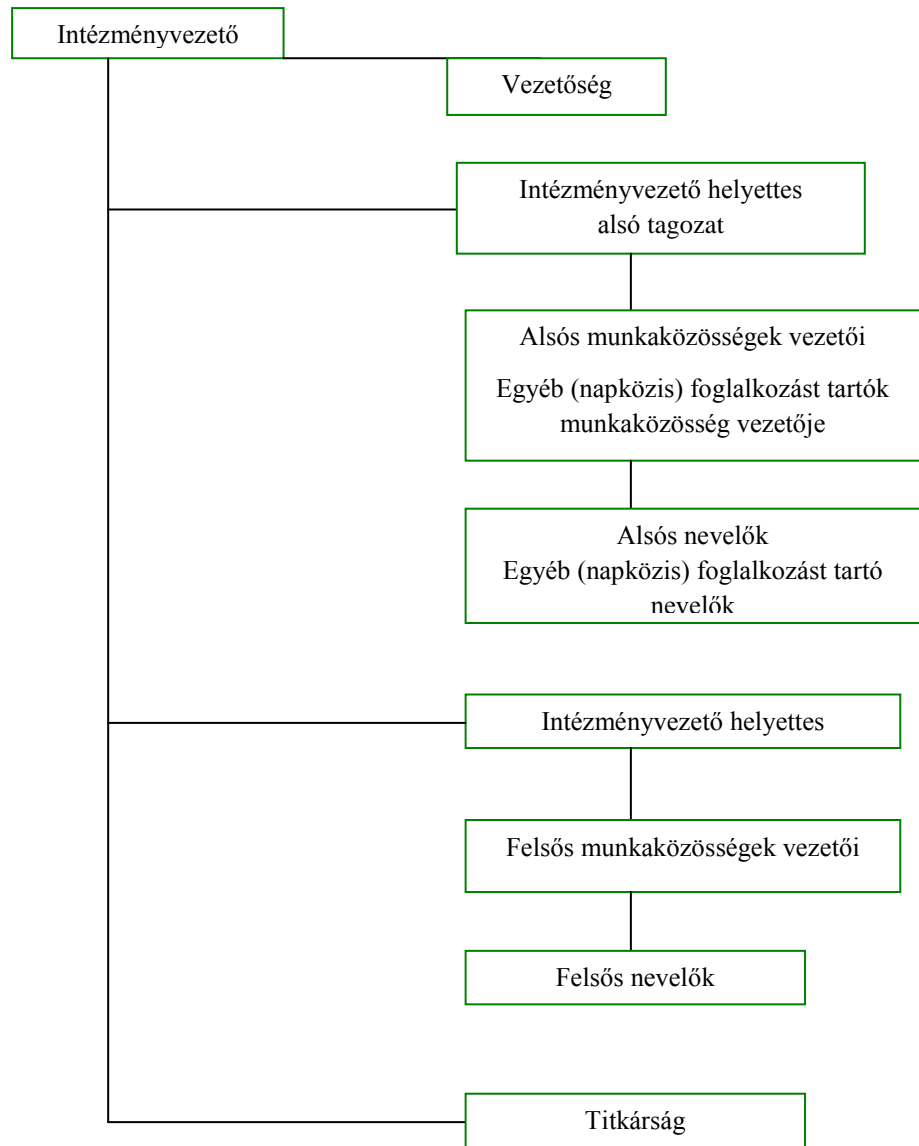 Intézményvezető
Vezetőség
Intézményvezető helyettes
alsó tagozat
Alsós munkaközösségek vezetői
Egyéb (napközis) foglalkozást tartók
munkaközösség vezetője
Alsós nevelők
Egyéb (napközis) foglalkozást tartó
nevelők
Intézményvezető helyettes
Felsős munkaközösségek vezetői
Felsős nevelők
Titkárság